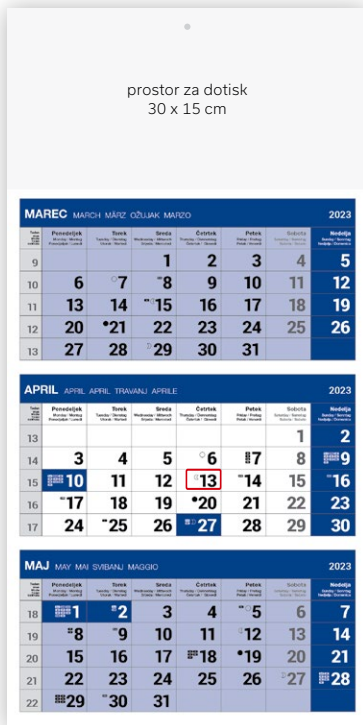 prostor za dotisk
30 x 15 cm
MAREC MARCH MÄRZ OŽUJAK MARZO 2023
Ponedeljek Torek Sreda Četrtek Petek Sobota Nedelja
9 1 2 3 4 5
10 6 7 8 9 10 11 12
11 13 14 15 16 17 18 19
12 20 21 22 23 24 25 26
13 27 28 29 30 31
APRIL APRIL APRIL TRAVANJ APRILE 2023
Ponedeljek Torek Sreda Četrtek Petek Sobota Nedelja
13 1 2
14 3 4 5 6 7 8 9
15 10 11 12 13 14 15 16
16 17 18 19 20 21 22 23
17 24 25 26 27 28 29 30
MAJ MAY MAI SVIBANJ MAGGIO 2023
Ponedeljek Torek Sreda Četrtek Petek Sobota Nedelja
18 1 2 3 4 5 6 7
19 8 9 10 11 12 13 14
20 15 16 17 18 19 20 21
21 22 23 24 25 26 27 28
22 29 30 31